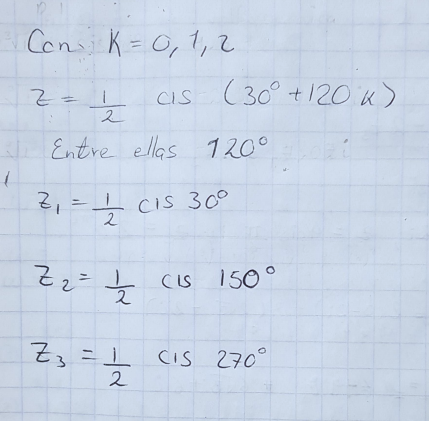 Con: K = 0, 1, 2
Z = 1/2 cis (30° + 120 K)
Entre ellas 120°
Z₁ = 1/2 cis 30°
Z₂ = 1/2 cis 150°
Z₃ = 1/2 cis 270°